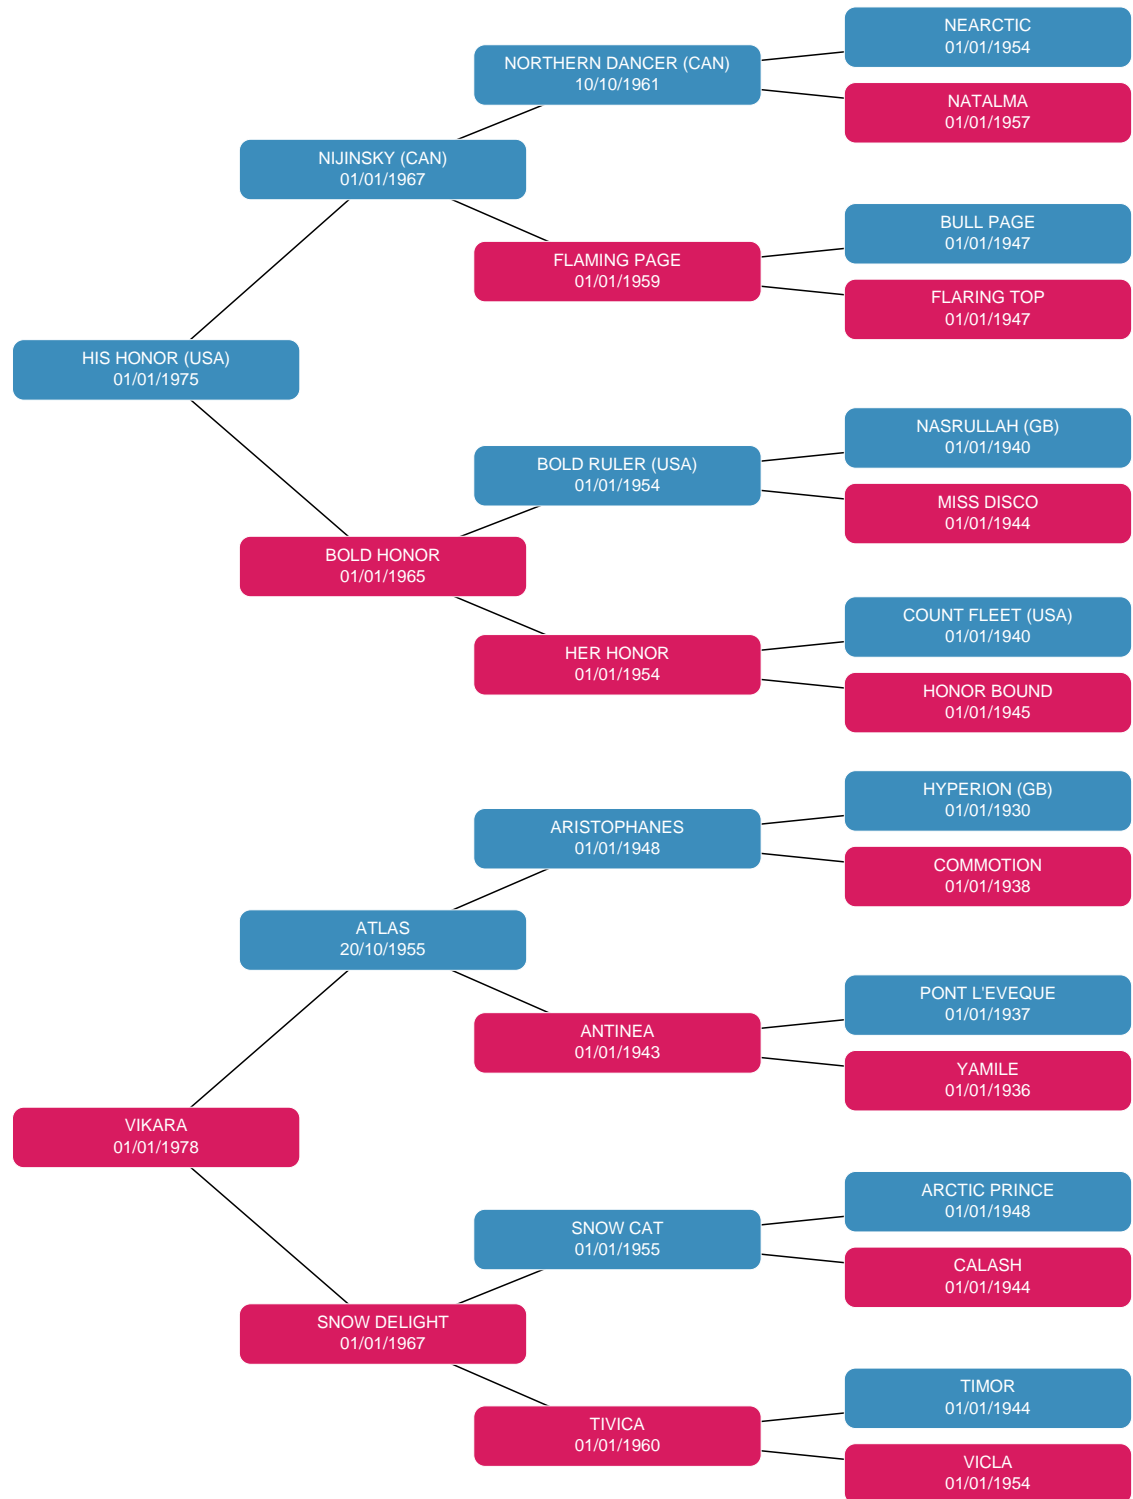 NEARCTIC
01/01/1954
NORTHERN DANCER (CAN)
10/10/1961
NATALMA
01/01/1957
NIJINSKY (CAN)
01/01/1967
BULL PAGE
01/01/1947
FLAMING PAGE
01/01/1959
FLARING TOP
01/01/1947
HIS HONOR (USA)
01/01/1975
NASRULLAH (GB)
01/01/1940
BOLD RULER (USA)
01/01/1954
MISS DISCO
01/01/1944
BOLD HONOR
01/01/1965
COUNT FLEET (USA)
01/01/1940
HER HONOR
01/01/1954
HONOR BOUND
01/01/1945
HYPERION (GB)
01/01/1930
ARISTOPHANES
01/01/1948
COMMOTION
01/01/1938
ATLAS
20/10/1955
PONT L'EVEQUE
01/01/1937
ANTINEA
01/01/1943
YAMILE
01/01/1936
VIKARA
01/01/1978
ARCTIC PRINCE
01/01/1948
SNOW CAT
01/01/1955
CALASH
01/01/1944
SNOW DELIGHT
01/01/1967
TIMOR
01/01/1944
TIVICA
01/01/1960
VICLA
01/01/1954